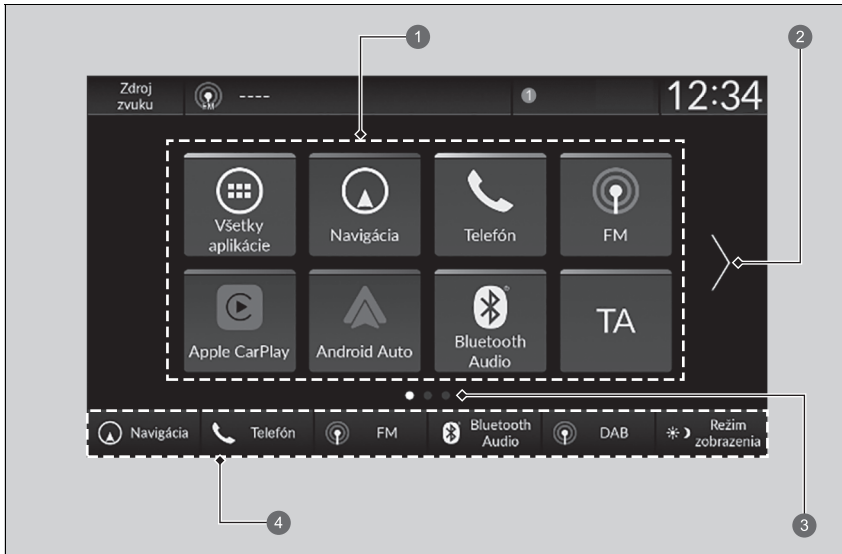 1
2
Zdroj
zvuku
FM
----
1
12:34
Všetky
aplikácie
Navigácia
Telefón
FM
Apple CarPlay
Android Auto
Bluetooth
Audio
TA
Navigácia
Telefón
FM
Bluetooth
Audio
DAB
Režim
zobrazenia
4
3